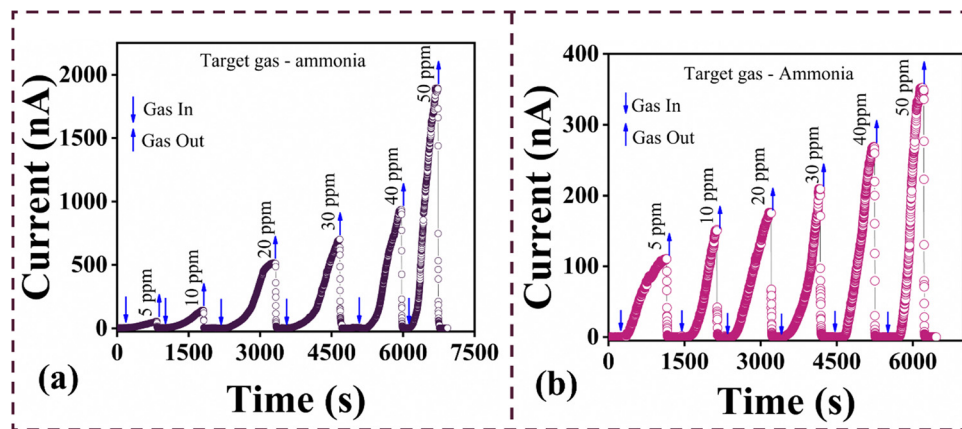 Target gas - ammonia
Gas In
Gas Out
5 ppm
10 ppm
20 ppm
30 ppm
40 ppm
50 ppm
2000
1500
1000
500
0
Current (nA)
0 1500 3000 4500 6000 7500
Time (s)
(a)
Target gas - Ammonia
Gas In
Gas Out
5 ppm
10 ppm
20 ppm
30 ppm
40ppm
50 ppm
400
300
200
100
0
Current (nA)
0 1500 3000 4500 6000
Time (s)
(b)